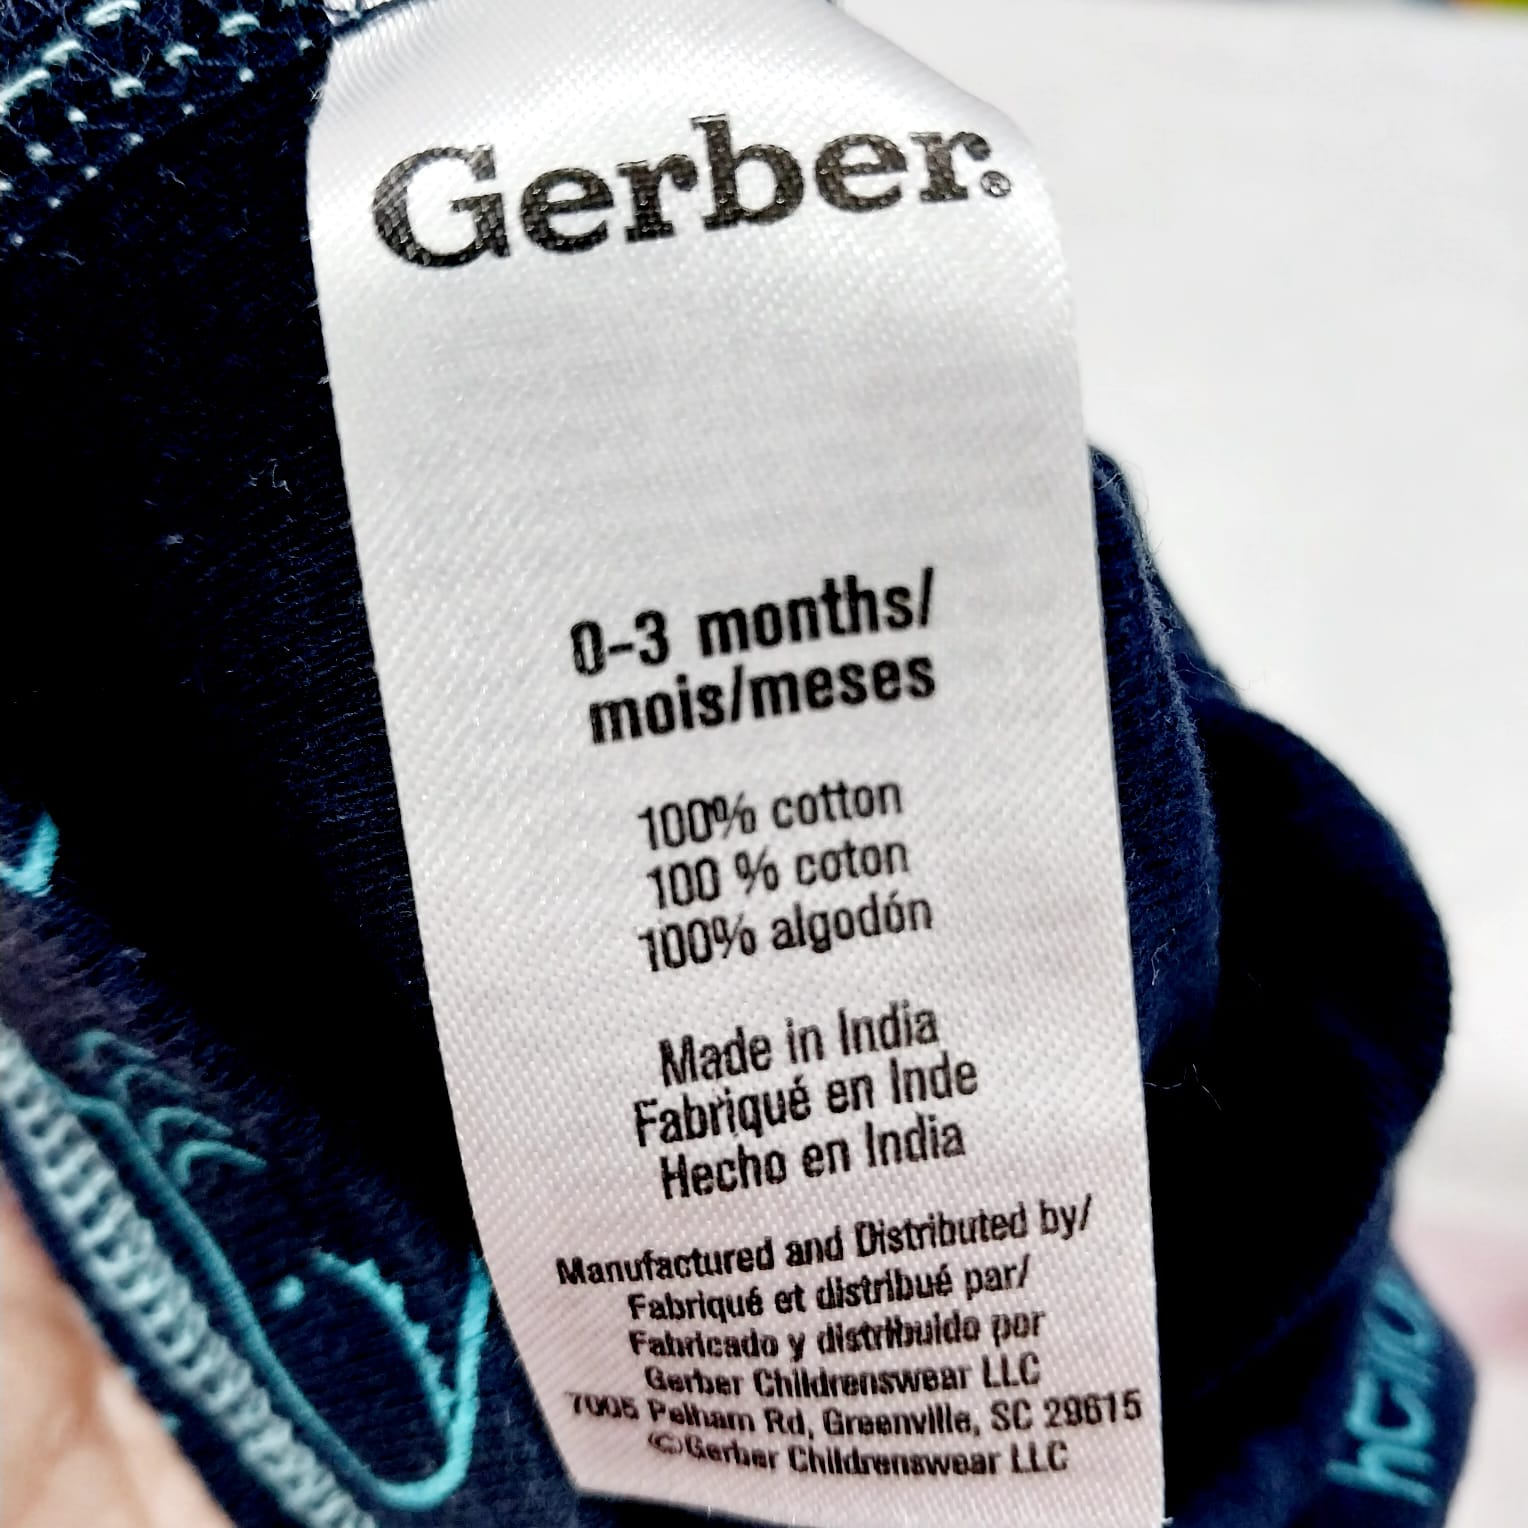 Gerber®
0-3 months/
mois/meses
100% cotton
100 % coton
100% algodón
Made in India
Fabriqué en Inde
Hecho en India
Manufactured and Distributed by/
Fabriqué et distribué par/
Fabricado y distribuido por
Gerber Childrenswear LLC
7005 Pelham Rd, Greenville, SC 29615
©Gerber Childrenswear LLC
hello